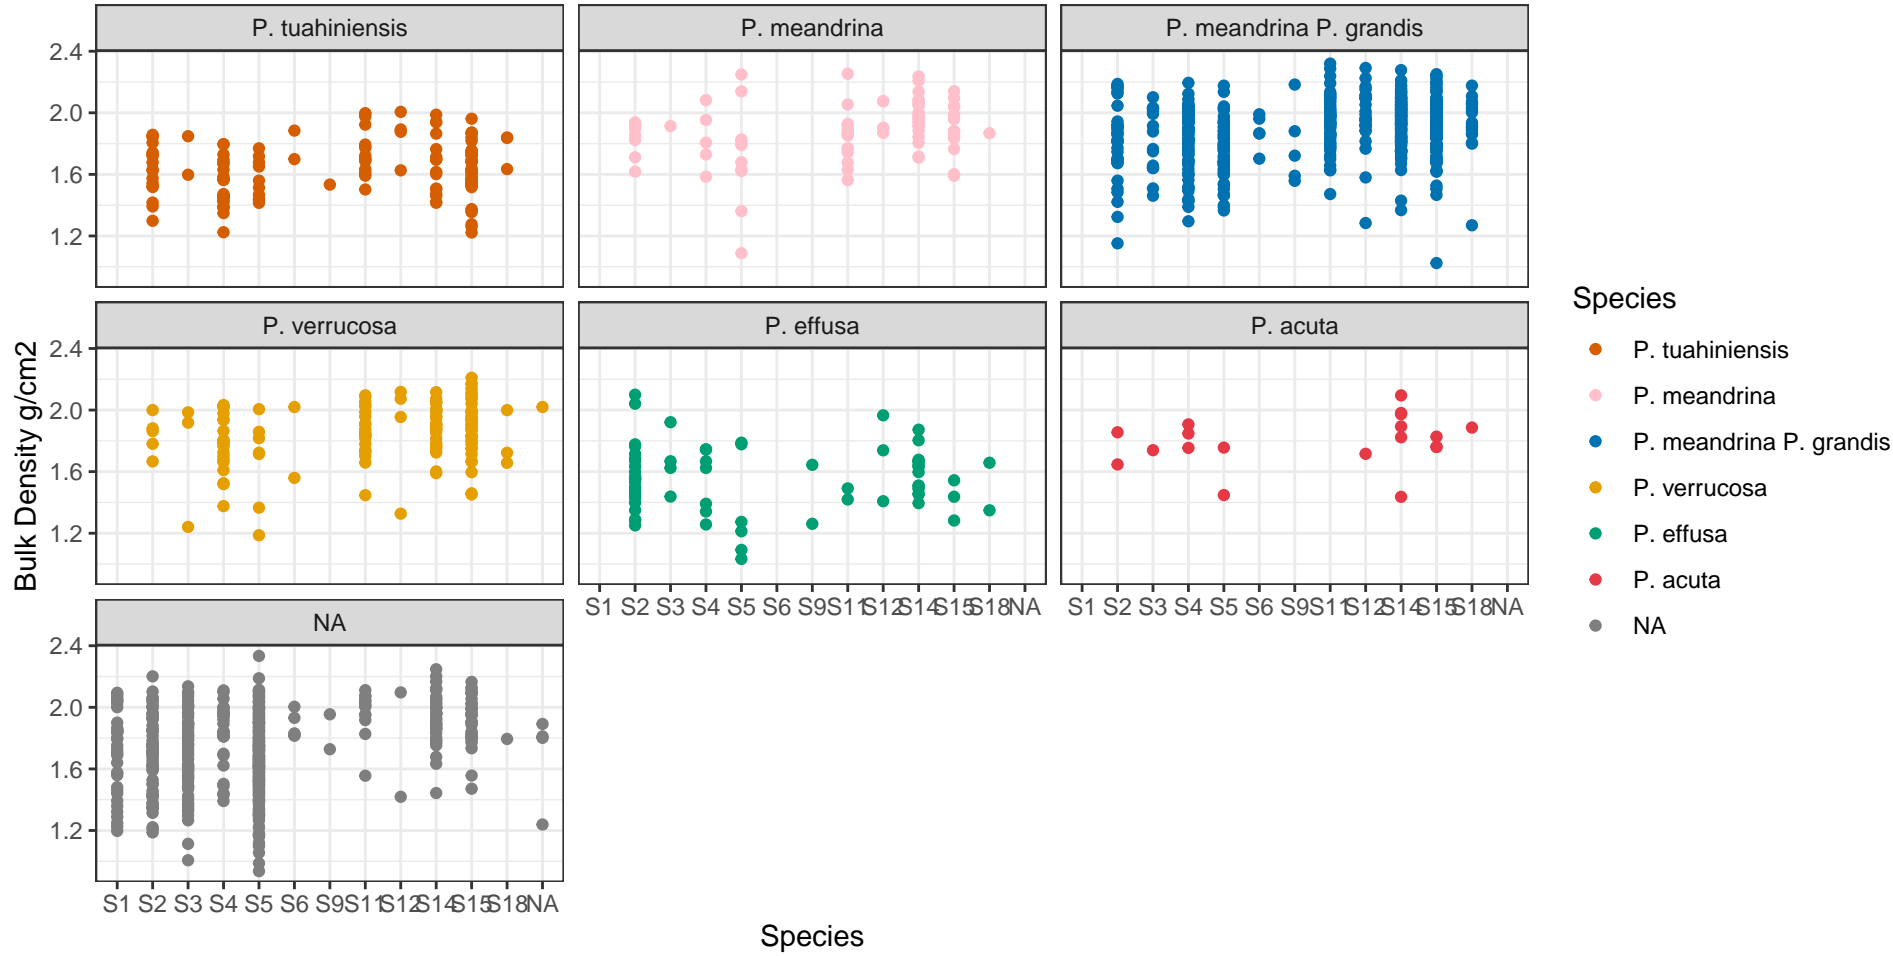 P. tuahiniensis
P. meandrina
P. meandrina P. grandis
2.4
2.0
1.6
1.2
P. verrucosa
P. effusa
P. acuta
2.4
2.0
1.6
1.2
S1 S2 S3 S4 S5 S6 S9 S11 S12 S14 S15 S18 NA
S1 S2 S3 S4 S5 S6 S9 S11 S12 S14 S15 S18 NA
NA
2.4
2.0
1.6
1.2
S1 S2 S3 S4 S5 S6 S9 S11 S12 S14 S15 S18 NA
Species
Bulk Density g/cm2
Species
P. tuahiniensis
P. meandrina
P. meandrina P. grandis
P. verrucosa
P. effusa
P. acuta
NA